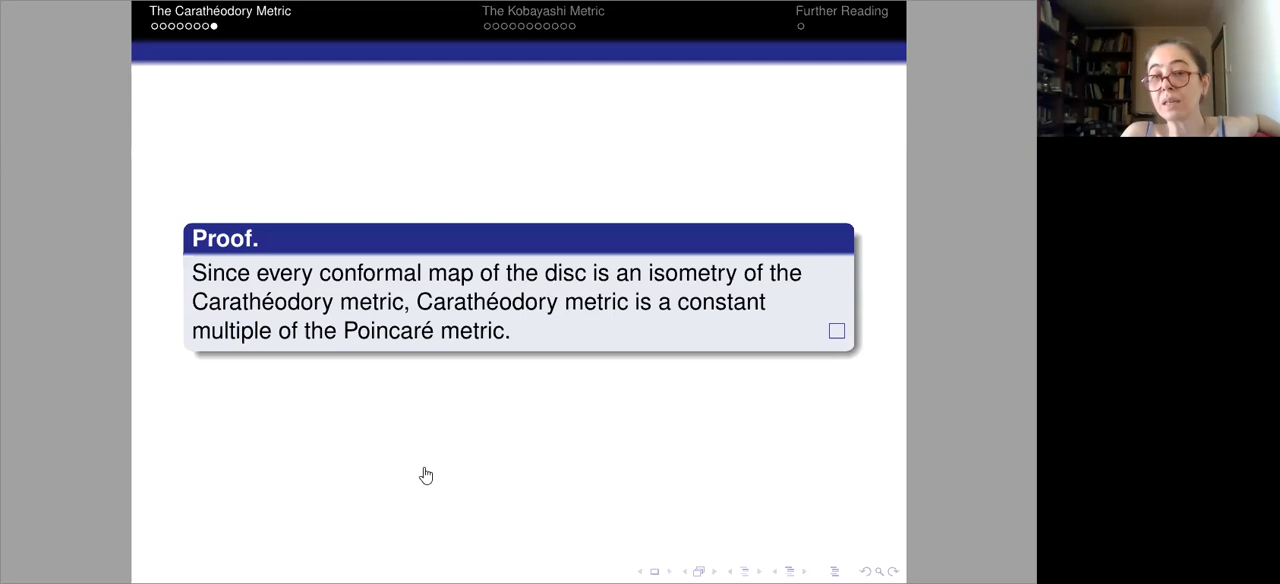 The Carathéodory Metric
The Kobayashi Metric
Further Reading
Proof.
Since every conformal map of the disc is an isometry of the
Carathéodory metric, Carathéodory metric is a constant
multiple of the Poincaré metric.